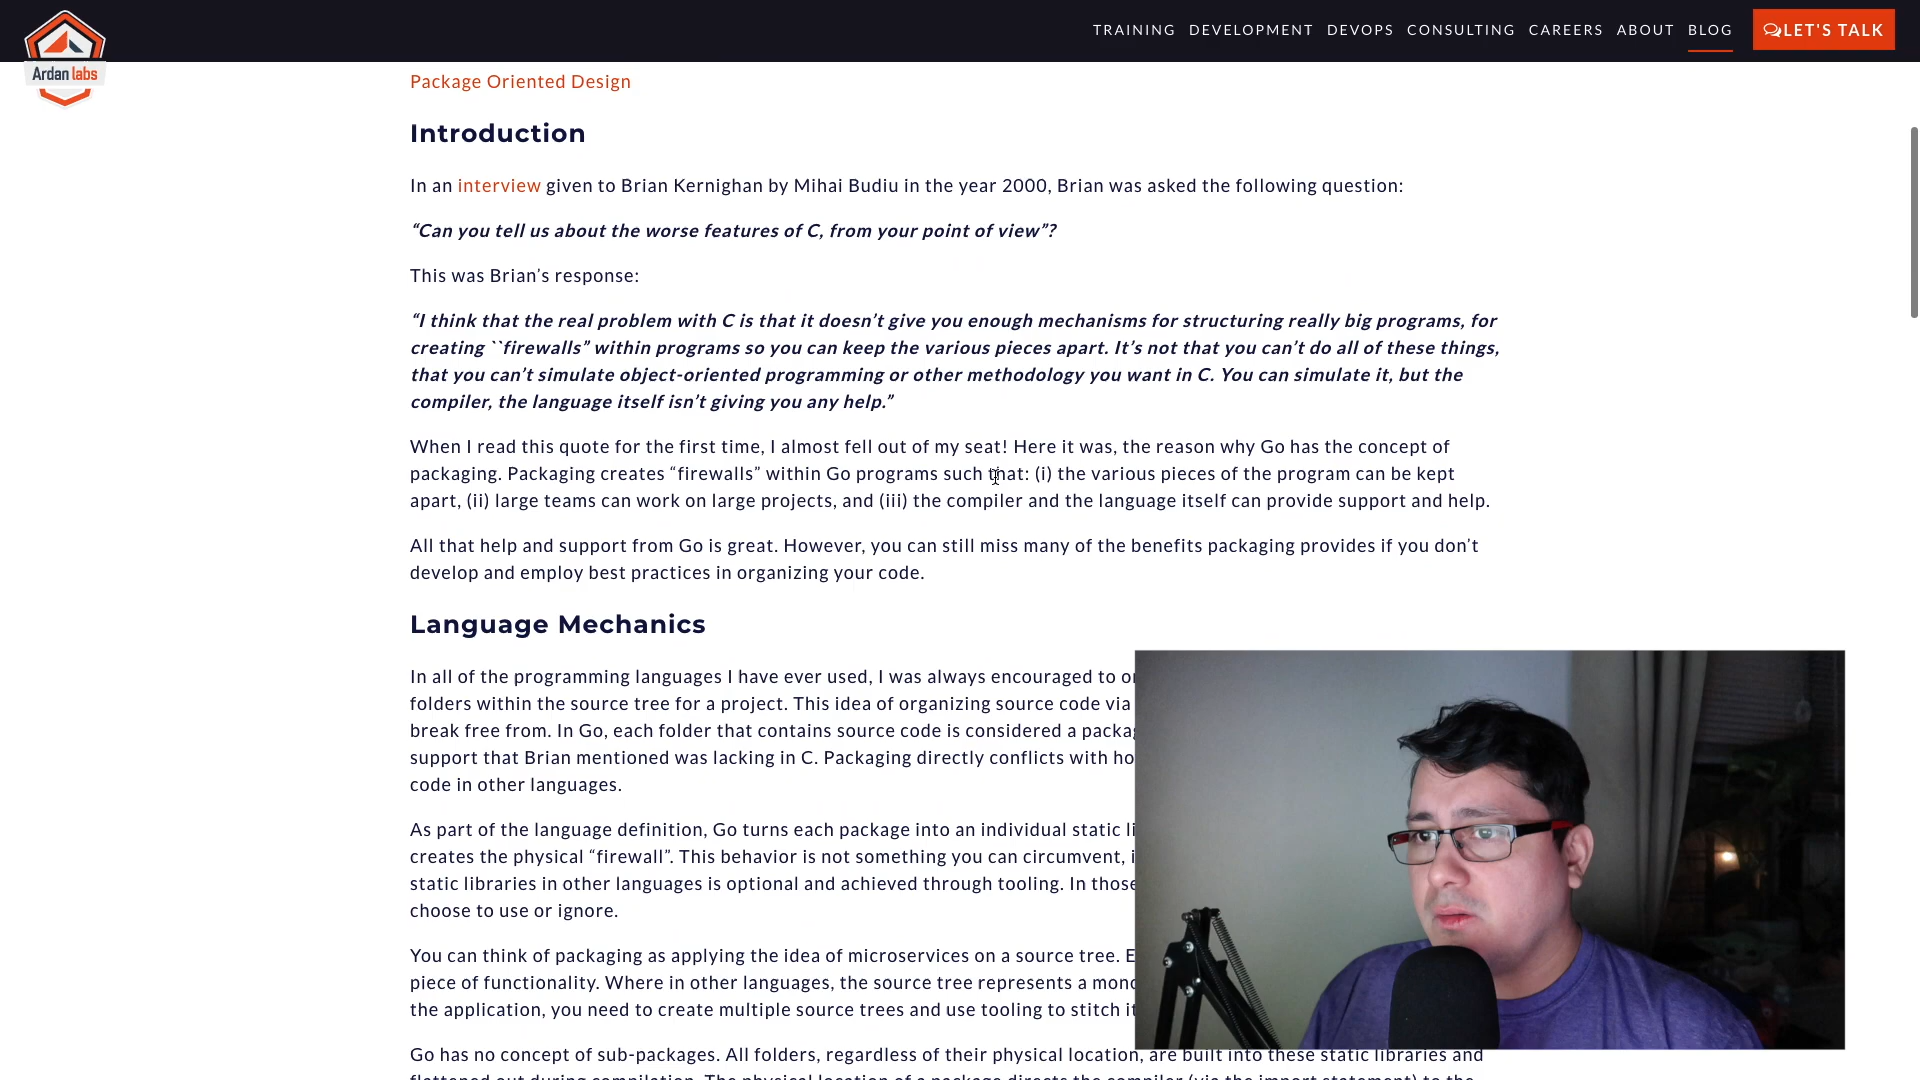 TRAINING DEVELOPMENT DEVOPS CONSULTING CAREERS ABOUT BLOG LET'S TALK
Ardan labs
Package Oriented Design
Introduction
In an interview given to Brian Kernighan by Mihai Budiu in the year 2000, Brian was asked the following question:
“Can you tell us about the worse features of C, from your point of view”?
This was Brian’s response:
“I think that the real problem with C is that it doesn’t give you enough mechanisms for structuring really big programs, for
creating ``firewalls” within programs so you can keep the various pieces apart. It’s not that you can’t do all of these things,
that you can’t simulate object-oriented programming or other methodology you want in C. You can simulate it, but the
compiler, the language itself isn’t giving you any help.”
When I read this quote for the first time, I almost fell out of my seat! Here it was, the reason why Go has the concept of
packaging. Packaging creates “firewalls” within Go programs such that: (i) the various pieces of the program can be kept
apart, (ii) large teams can work on large projects, and (iii) the compiler and the language itself can provide support and help.
All that help and support from Go is great. However, you can still miss many of the benefits packaging provides if you don’t
develop and employ best practices in organizing your code.
Language Mechanics
In all of the programming languages I have ever used, I was always encouraged to
folders within the source tree for a project. This idea of organizing source code via
break free from. In Go, each folder that contains source code is considered a
support that Brian mentioned was lacking in C. Packaging directly conflicts with
code in other languages.
As part of the language definition, Go turns each package into an individual static
creates the physical “firewall”. This behavior is not something you can circumvent,
static libraries in other languages is optional and achieved through tooling. In those
choose to use or ignore.
You can think of packaging as applying the idea of microservices on a source tree.
piece of functionality. Where in other languages, the source tree represents a
the application, you need to create multiple source trees and use tooling to stitch
Go has no concept of sub-packages. All folders, regardless of their physical location, are built into these static libraries and
flattened out during compilation. The physical location of a package directs the compiler (via the import statement) to the